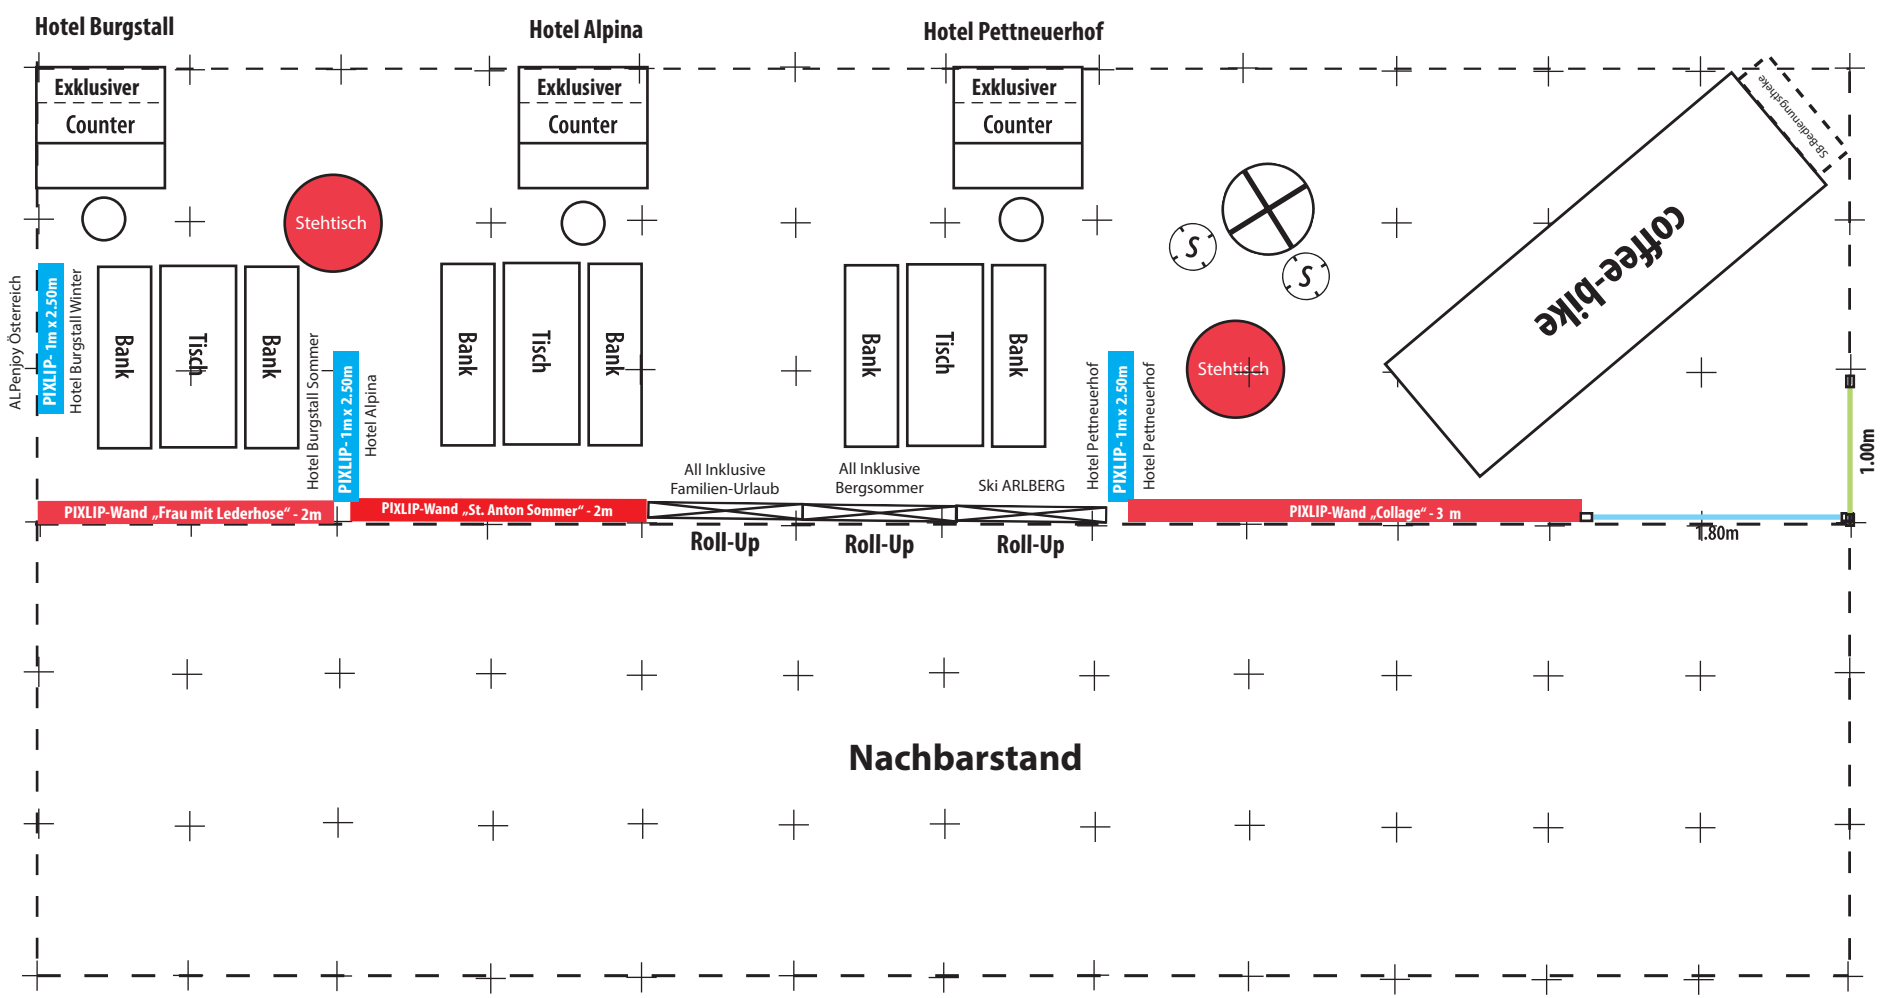 Hotel Burgstall
Hotel Alpina
Hotel Pettneuerhof
Exklusiver
Counter
Exklusiver
Counter
Exklusiver
Counter
SB-Bedienungstheke
coffee-bike
Stehtisch
S
S
Stehtisch
ALPenjoy Österreich
PIXLIP- 1m x 2.50m
Hotel Burgstall Winter
Bank
Tisch
Bank
Hotel Burgstall Sommer
PIXLIP- 1m x 2.50m
Hotel Alpina
Bank
Tisch
Bank
Bank
Tisch
Bank
Hotel Pettneuerhof
PIXLIP- 1m x 2.50m
Hotel Pettneuerhof
1.00m
All Inklusive
Familien-Urlaub
All Inklusive
Bergsommer
Ski ARLBERG
PIXLIP-Wand „Frau mit Lederhose“ - 2m
PIXLIP-Wand „St. Anton Sommer“ - 2m
PIXLIP-Wand „Collage“ - 3 m
1.80m
Roll-Up
Roll-Up
Roll-Up
Nachbarstand